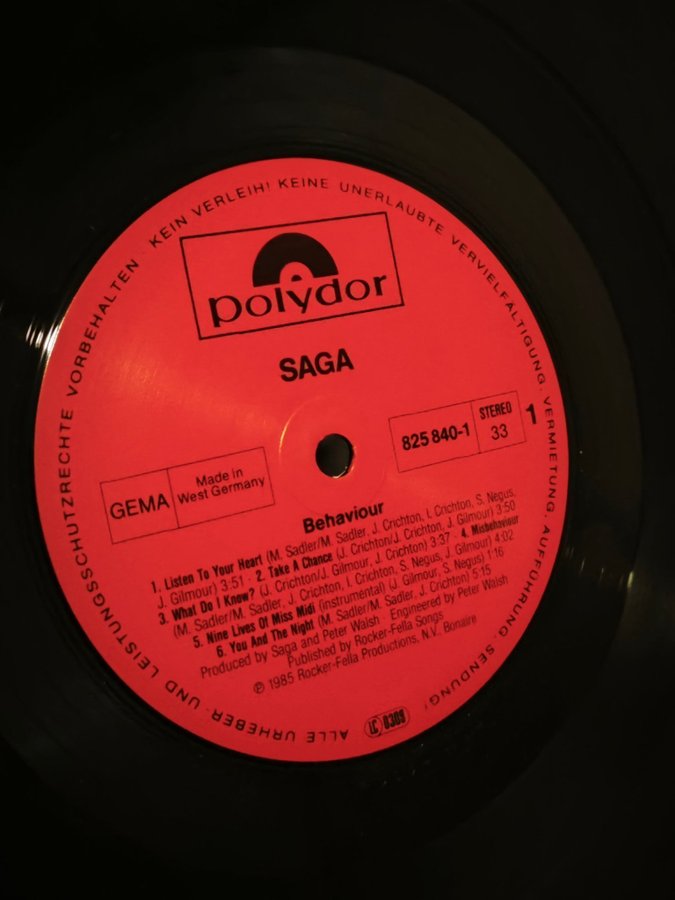 ALLE URHEBER- UND LEISTUNGSSCHUTZRECHTE VORBEHALTEN · KEIN VERLEIH! KEINE UNERLAUBTE VERVIELFÄLTIGUNG · VERMIETUNG · AUFFÜHRUNG · SENDUNG!
polydor
SAGA
825 840-1
STEREO
33
1
GEMA
Made in
West Germany
Behaviour
1. Listen To Your Heart (M. Sadler/M. Sadler, J. Crichton, I. Crichton, S. Negus,
J. Gilmour) 3:51 · 2. Take A Chance (J. Crichton/J. Crichton, J. Gilmour) 3:50
3. What Do I Know? (J. Crichton/J. Gilmour, J. Crichton) 3:37 · 4. Misbehaviour
(M. Sadler/M. Sadler, J. Crichton, I. Crichton, S. Negus, J. Gilmour) 4:02
5. Nine Lives Of Miss Midi (instrumental) (J. Gilmour, S. Negus) 1:16
6. You And The Night (M. Sadler/M. Sadler, J. Crichton) 5:15
Produced by Saga and Peter Walsh · Engineered by Peter Walsh
Published by Rocker-Fella Songs
℗ 1985 Rocker-Fella Productions, N.V., Bonaire
LC 0309